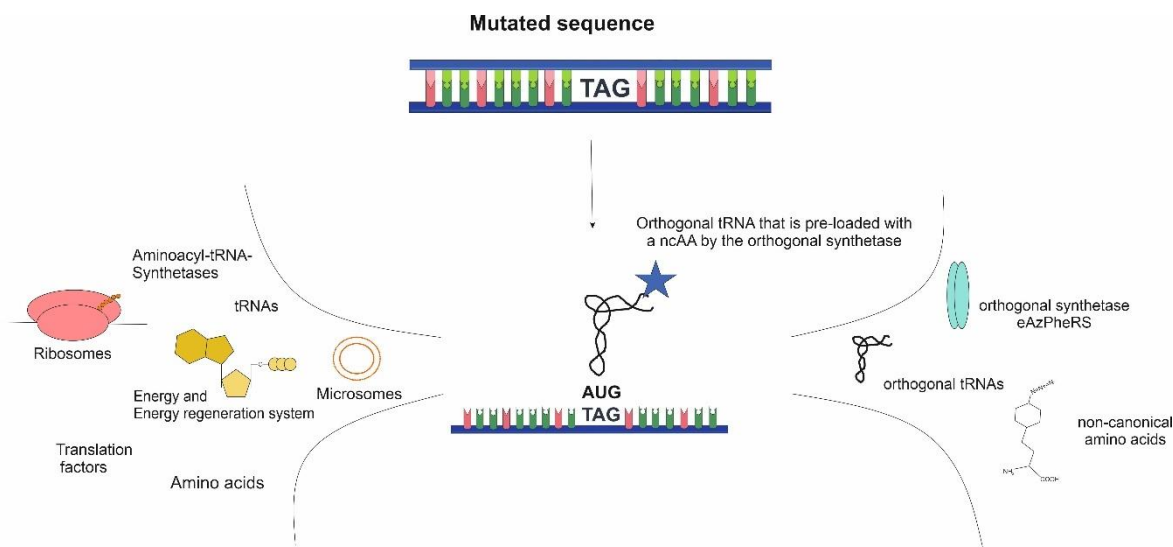 Mutated sequence
TAG
Orthogonal tRNA that is pre-loaded with
a ncAA by the orthogonal synthetase
Aminoacyl-tRNA-
Synthetases
tRNAs
Ribosomes
Energy and
Energy regeneration system
Microsomes
Translation
factors
Amino acids
AUG
TAG
orthogonal synthetase
eAzPheRS
orthogonal tRNAs
non-canonical
amino acids
NH₂
COOH